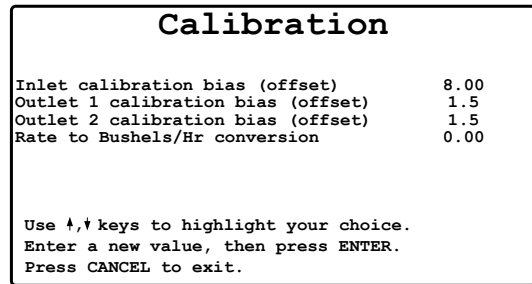 Calibration
Inlet calibration bias (offset) 8.00
Outlet 1 calibration bias (offset) 1.5
Outlet 2 calibration bias (offset) 1.5
Rate to Bushels/Hr conversion 0.00
Use ↑,↓ keys to highlight your choice.
Enter a new value, then press ENTER.
Press CANCEL to exit.